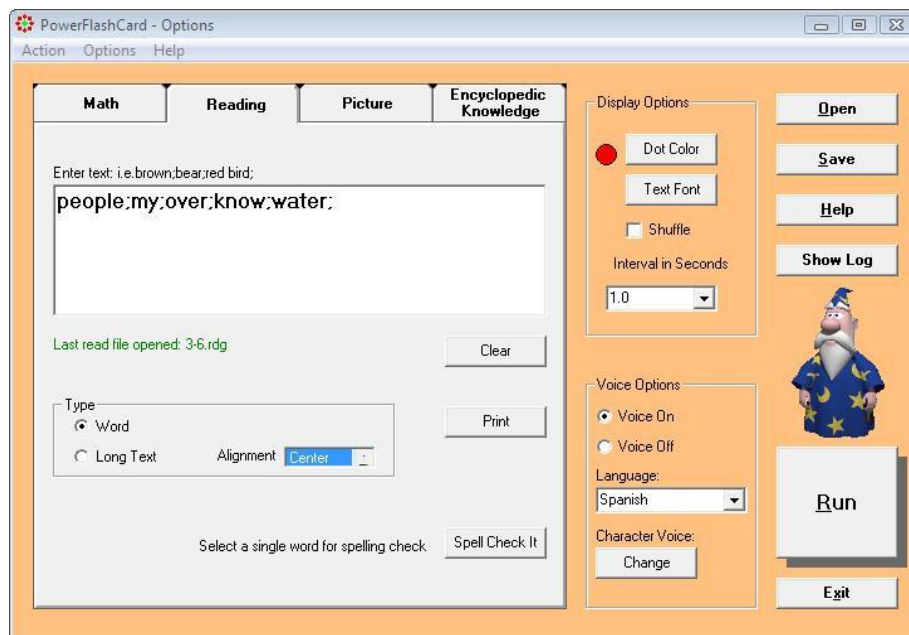 PowerFlashCard - Options
Action Options Help
Math
Reading
Picture
Encyclopedic
Knowledge
Enter text: i.e.brown;bear;red bird;
people;my;over;know;water;
Last read file opened: 3-6.rdg
Clear
Type
Word
Long Text
Alignment
Center
Print
Select a single word for spelling check
Spell Check It
Display Options
Dot Color
Text Font
Shuffle
Interval in Seconds
1.0
Voice Options
Voice On
Voice Off
Language:
Spanish
Character Voice:
Change
Open
Save
Help
Show Log
Run
Exit